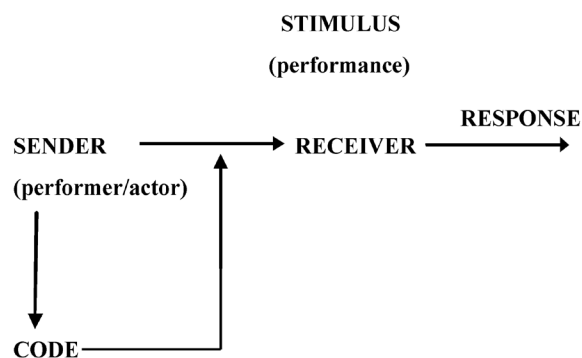 STIMULUS
(performance)
RESPONSE
SENDER
RECEIVER
(performer/actor)
CODE